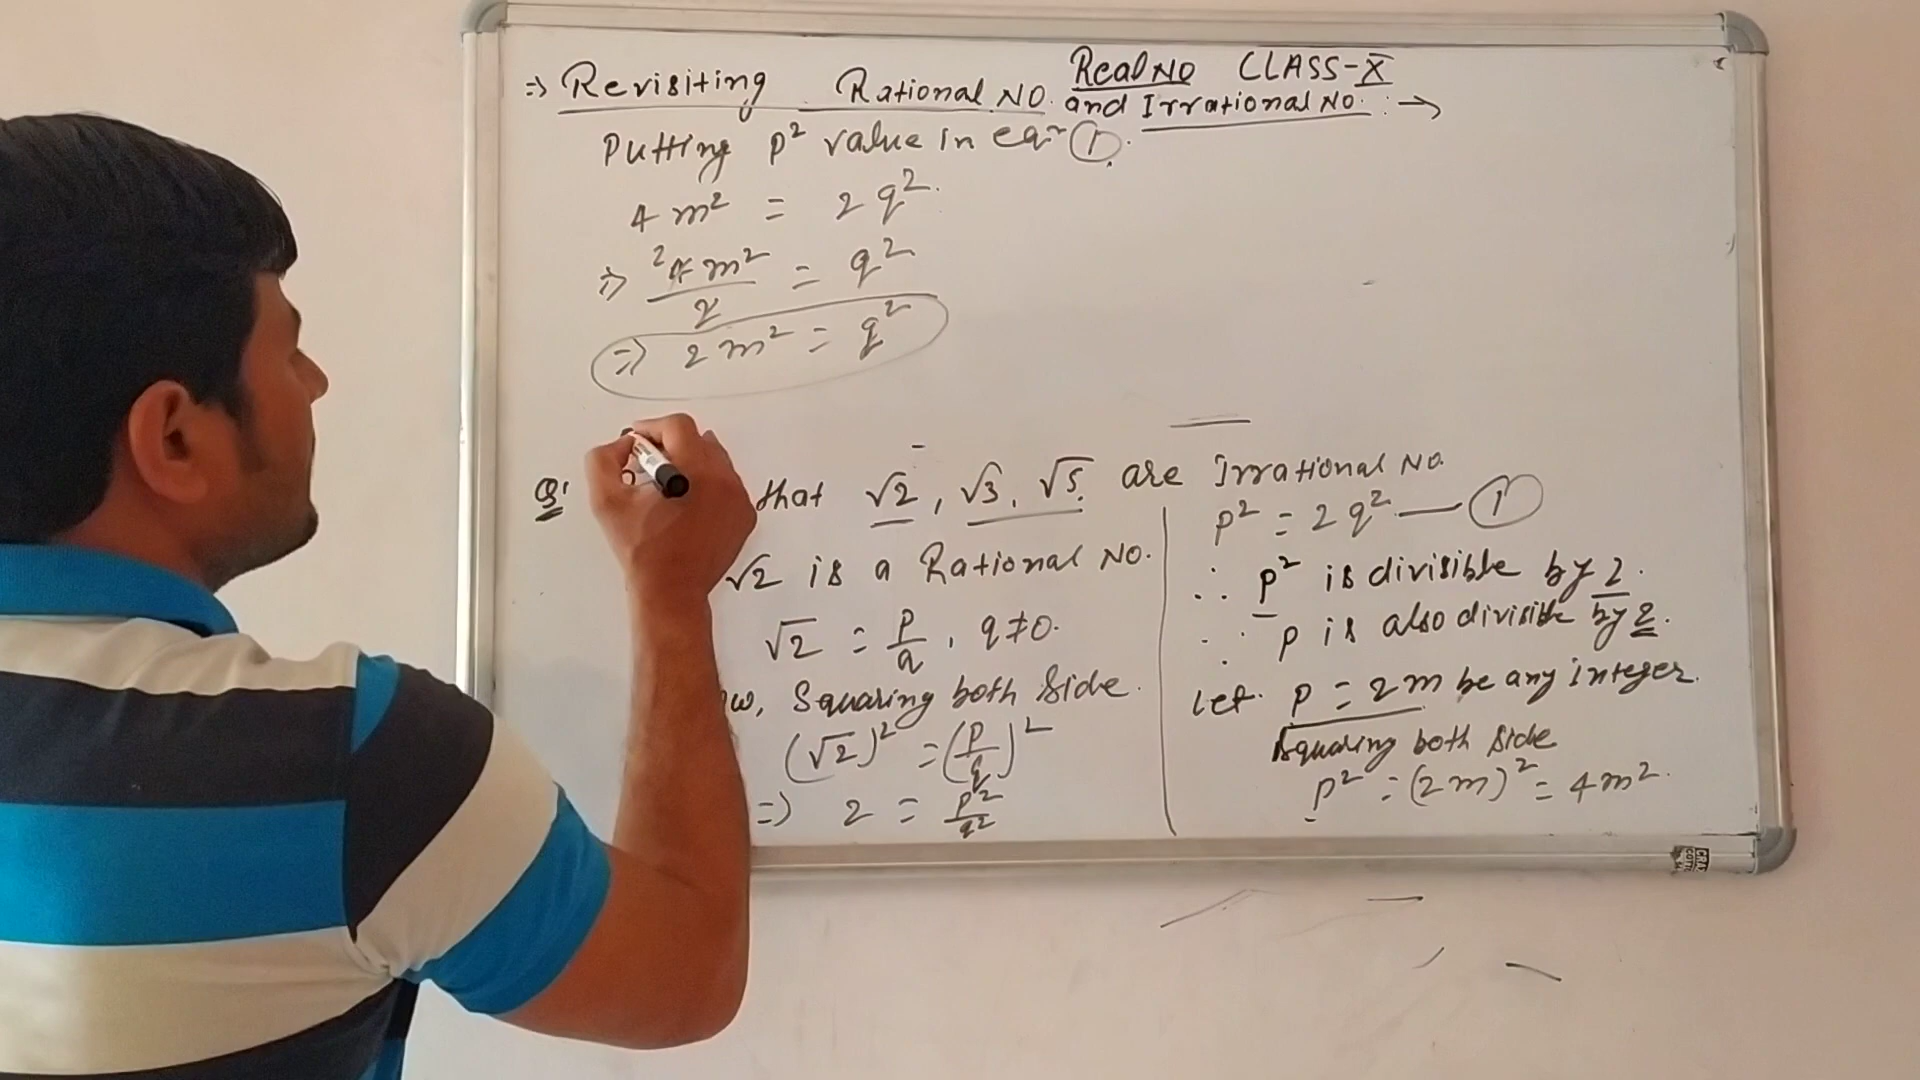 Real NO CLASS-X
⇒ Revisiting Rational NO. and Irrational No. :→
Putting p² value in eqⁿ ①.
4m² = 2q².
⇒ ²4m²/2 = q²
⇒ 2m² = q²
Q: that √2, √3, √5 are Irrational No.
√2 is a Rational No.
√2 = p/q, q≠0.
w, Squaring both side.
(√2)² = (p/q)²
⇒ 2 = p²/q²
p² = 2q² — ①
∴ p² is divisible by 2.
∴ p is also divisible by 2.
Let p = 2m be any integer.
Squaring both side
p² = (2m)² = 4m².